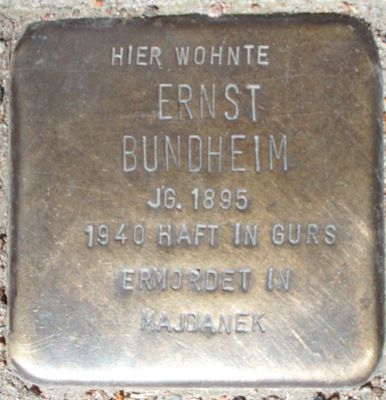 HIER WOHNTE
ERNST
BUNDHEIM
JG. 1895
1940 HAFT IN GURS
ERMORDET IN
MAJDANEK